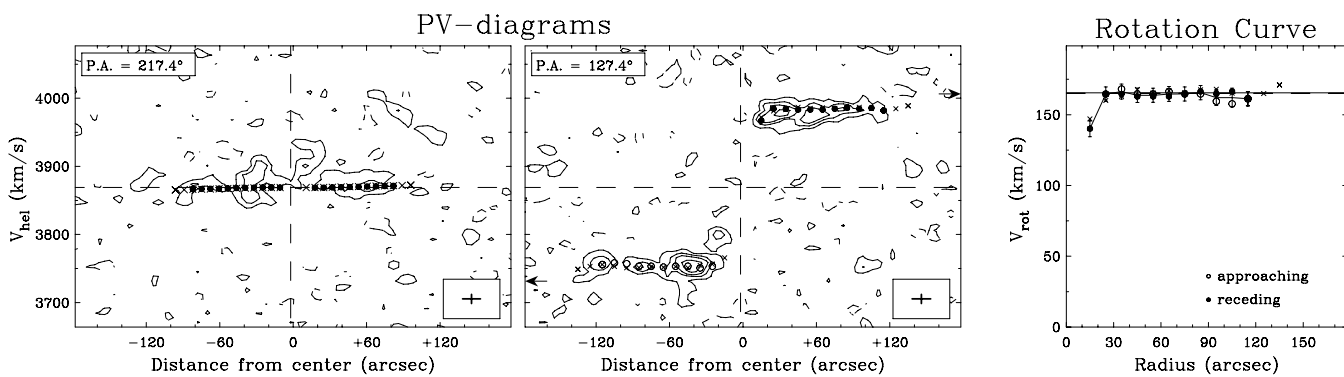 PV-diagrams
Rotation Curve
P.A. = 217.4°
P.A. = 127.4°
4000
3900
3800
3700
V_hel (km/s)
-120 -60 0 +60 +120
Distance from center (arcsec)
-120 -60 0 +60 +120
Distance from center (arcsec)
150
100
50
0
V_rot (km/s)
approaching
receding
0 30 60 90 120 150
Radius (arcsec)